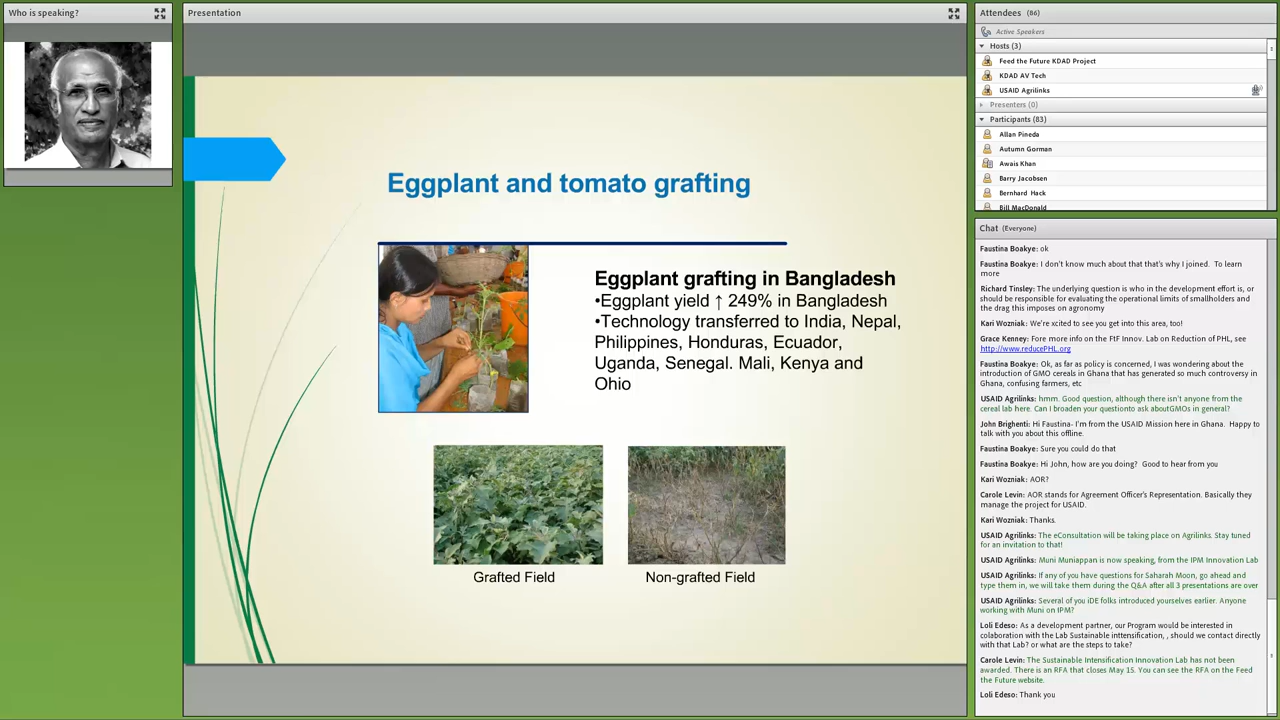 Who is speaking?
Presentation
Eggplant and tomato grafting
Eggplant grafting in Bangladesh
•Eggplant yield ↑ 249% in Bangladesh
•Technology transferred to India, Nepal,
Philippines, Honduras, Ecuador,
Uganda, Senegal. Mali, Kenya and
Ohio
Grafted Field
Non-grafted Field
Attendees (86)
Active Speakers
Hosts (3)
Feed the Future KDAD Project
KDAD AV Tech
USAID Agrilinks
Presenters (0)
Participants (83)
Allan Pineda
Autumn Gorman
Awais Khan
Barry Jacobsen
Bernhard Hack
Bill MacDonald
Chat (Everyone)
Faustina Boakye: ok
Faustina Boakye: I don't know much about that that's why I joined. To learn
more
Richard Tinsley: The underlying question is who in the development effort is, or
should be responsible for evaluating the operational limits of smallholders and
the drag this imposes on agronomy
Kari Wozniak: We're xcited to see you get into this area, too!
Grace Kenney: Fore more info on the FtF Innov. Lab on Reduction of PHL, see
http://www.reducePHL.org
Faustina Boakye: Ok, as far as policy is concerned, I was wondering about the
introduction of GMO cereals in Ghana that has generated so much controversy in
Ghana, confusing farmers, etc
USAID Agrilinks: hmm. Good question, although there isn't anyone from the
cereal lab here. Can I broaden your questionto ask aboutGMOs in general?
John Brighenti: Hi Faustina- I'm from the USAID Mission here in Ghana. Happy to
talk with you about this offline.
Faustina Boakye: Sure you could do that
Faustina Boakye: Hi John, how are you doing? Good to hear from you
Kari Wozniak: AOR?
Carole Levin: AOR stands for Agreement Officer's Representation. Basically they
manage the project for USAID.
Kari Wozniak: Thanks.
USAID Agrilinks: The eConsultation will be taking place on Agrilinks. Stay tuned
for an invitation to that!
USAID Agrilinks: Muni Muniappan is now speaking, from the IPM Innovation Lab
USAID Agrilinks: If any of you have questions for Saharah Moon, go ahead and
type them in, we will take them during the Q&A after all 3 presentations are over
USAID Agrilinks: Several of you iDE folks introduced yourselves earlier. Anyone
working with Muni on IPM?
Loli Edeso: As a development partner, our Program would be interested in
colaboration with the Lab Sustainable inttensification, , should we contact directly
with that Lab? or what are the steps to take?
Carole Levin: The Sustainable Intensification Innovation Lab has not been
awarded. There is an RFA that closes May 15. You can see the RFA on the Feed
the Future website.
Loli Edeso: Thank you